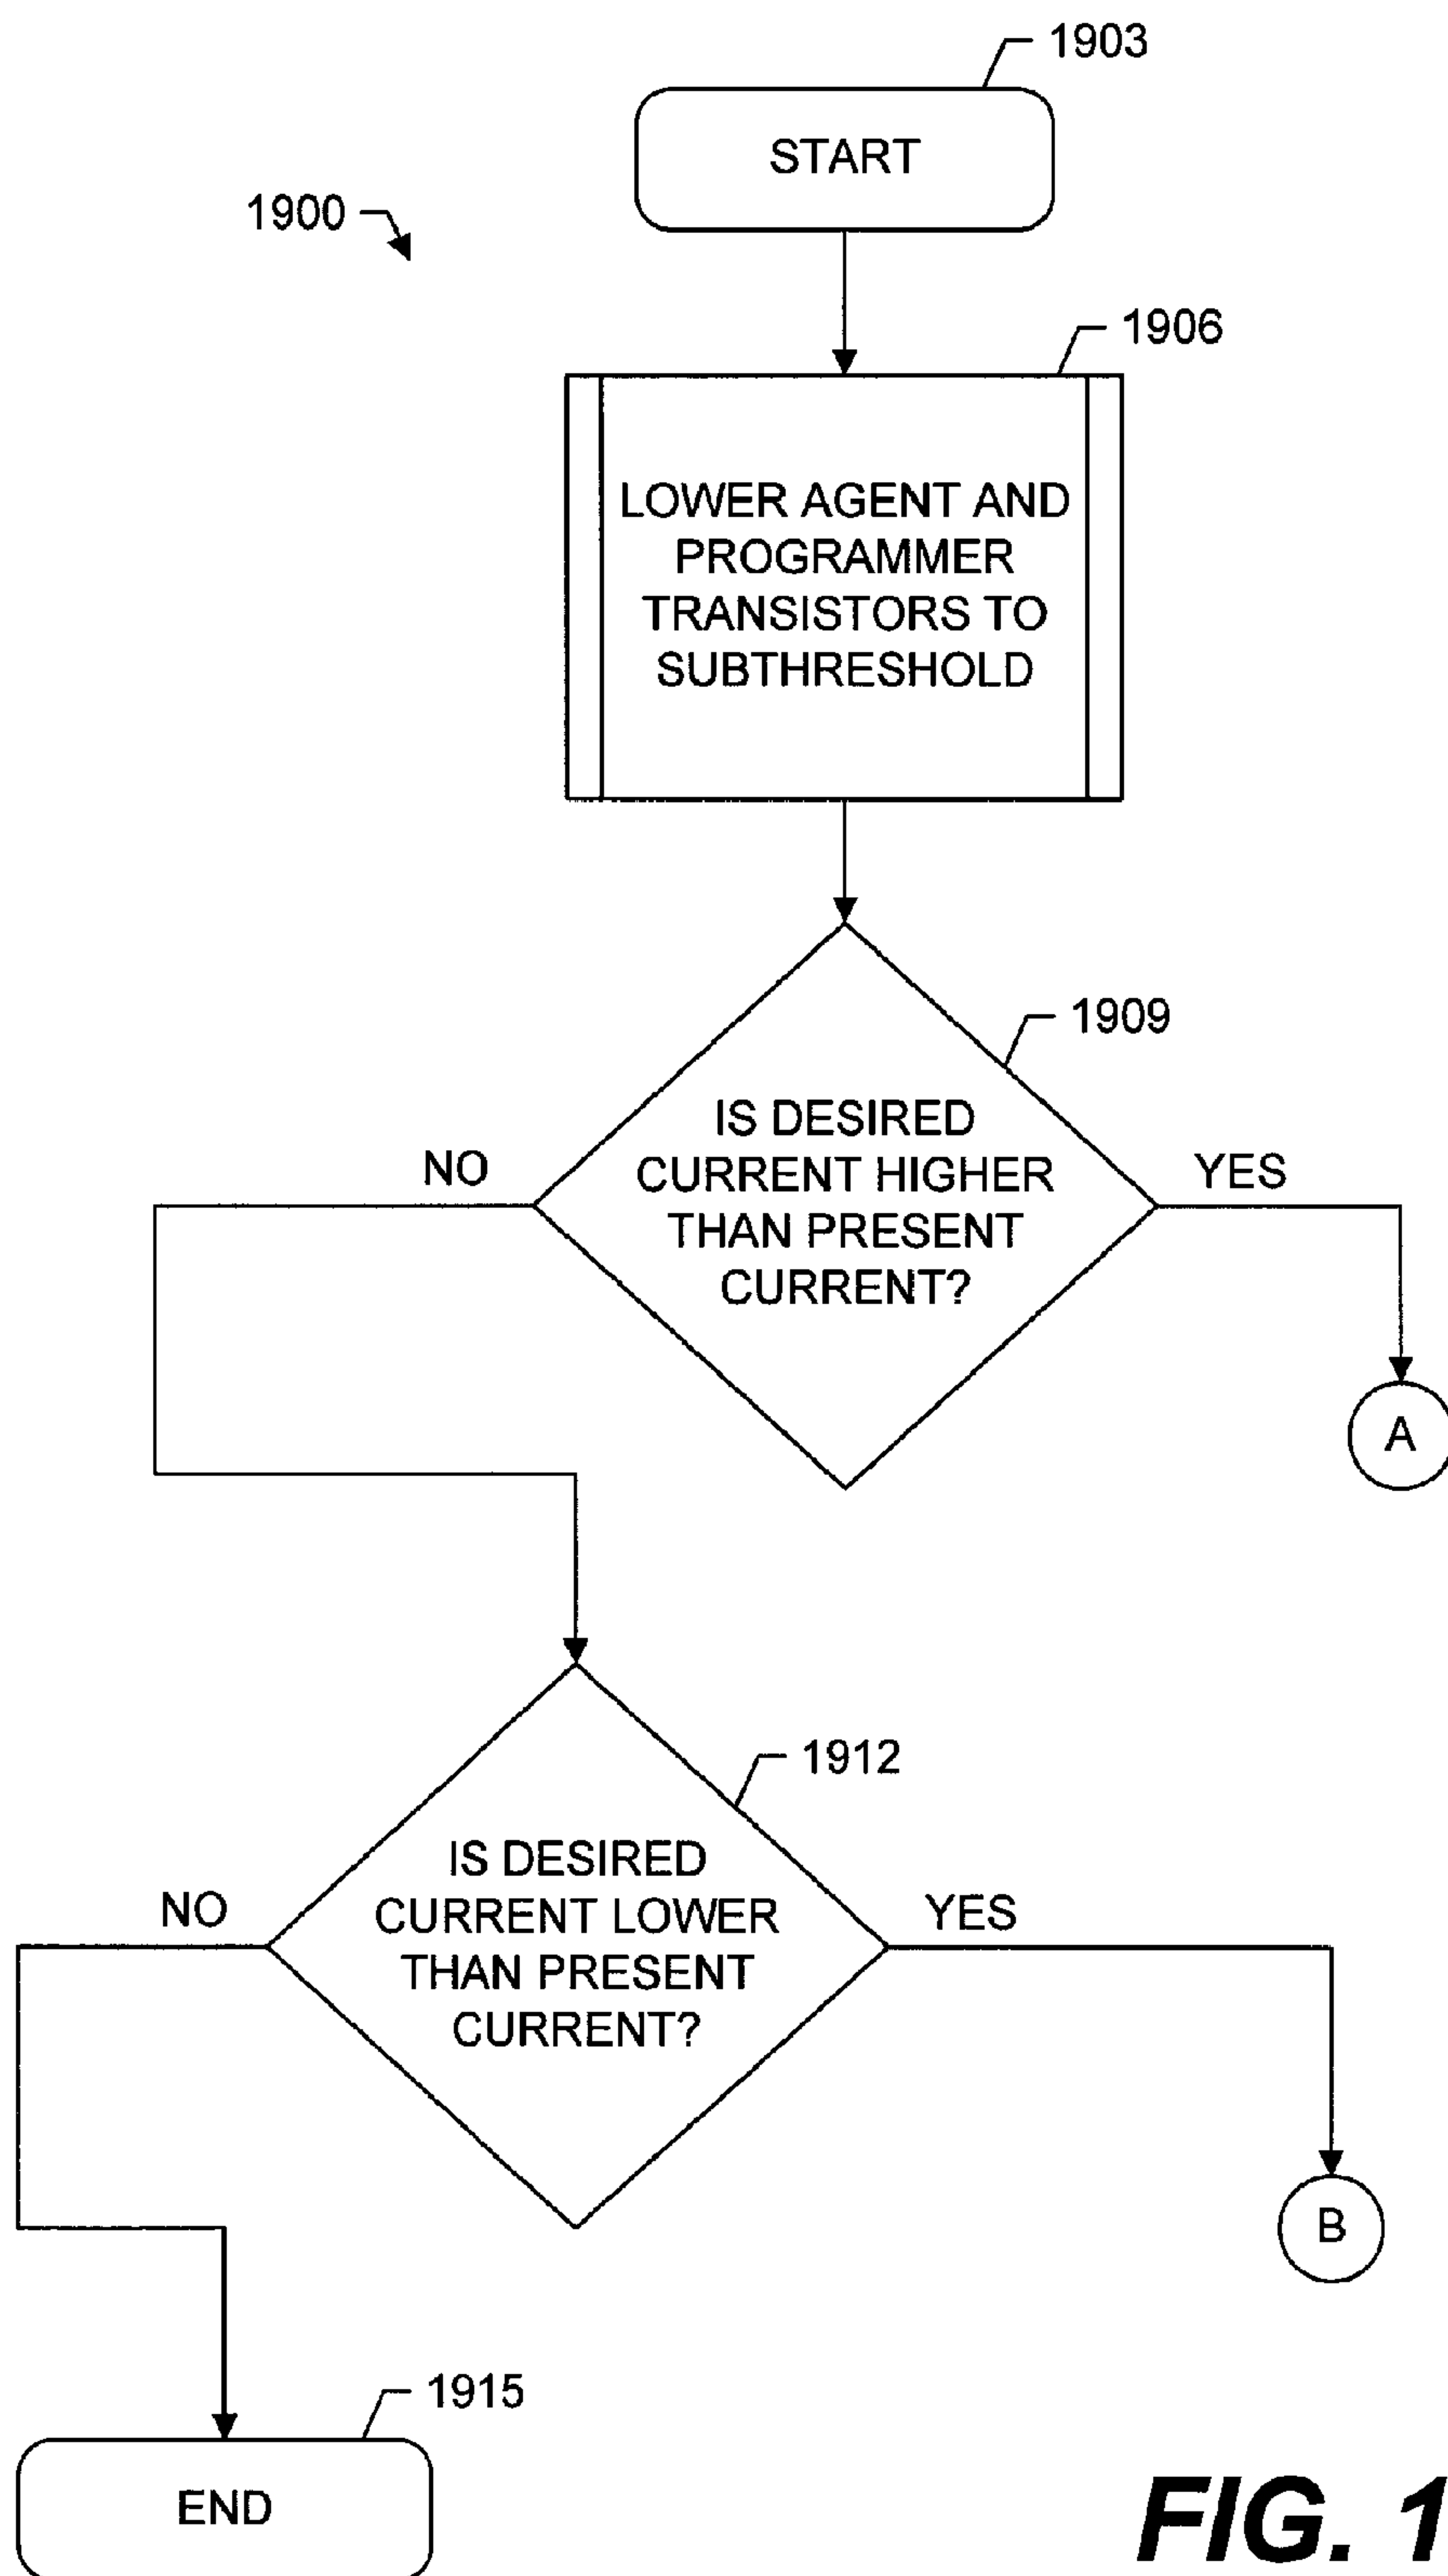 1903
START
1900
1906
LOWER AGENT AND
PROGRAMMER
TRANSISTORS TO
SUBTHRESHOLD
1909
IS DESIRED
CURRENT HIGHER
THAN PRESENT
CURRENT?
NO
YES
A
1912
IS DESIRED
CURRENT LOWER
THAN PRESENT
CURRENT?
NO
YES
B
1915
END
FIG. 1